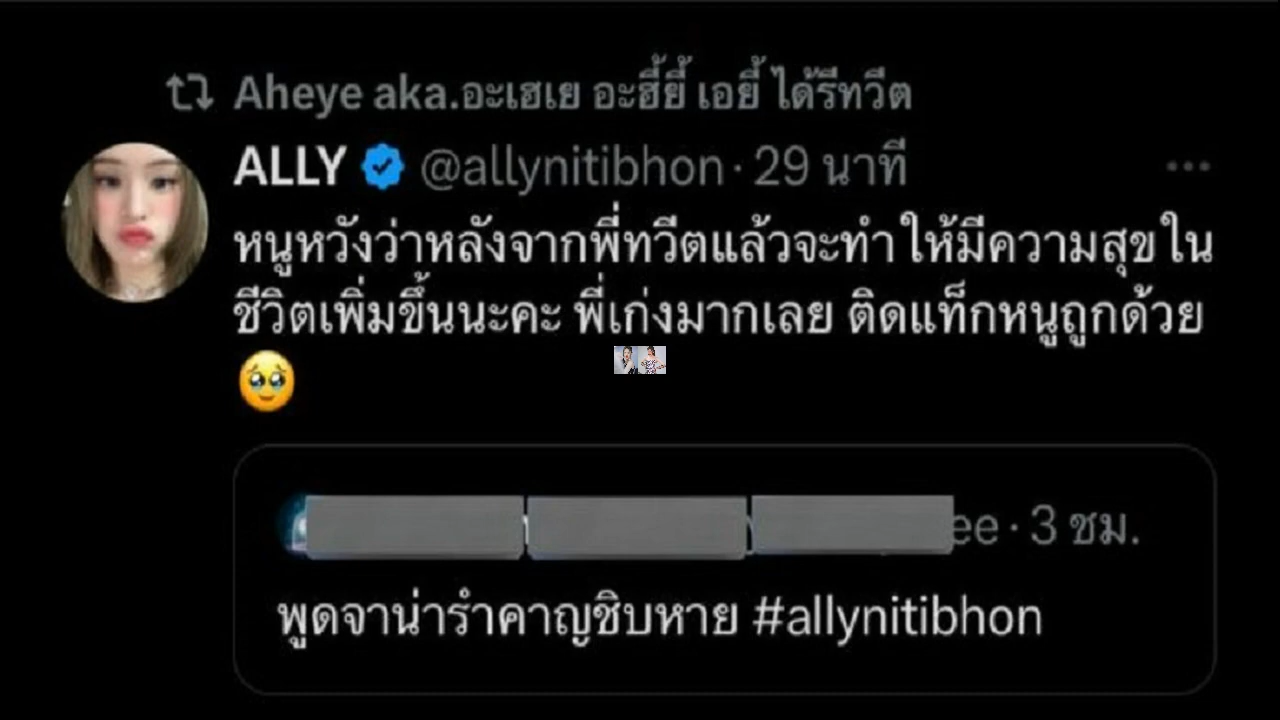 Aheye aka.อะเฮเย อะฮี้ยี้ เอยี้ ได้รีทวีต
ALLY @allynitibhon · 29 นาที
หนูหวังว่าหลังจากพี่ทวีตแล้วจะทำให้มีความสุขใน
ชีวิตเพิ่มขึ้นนะคะ พี่เก่งมากเลย ติดแท็กหนูถูกด้วย
🥹
ee · 3 ชม.
พูดจาน่ารำคาญชิบหาย #allynitibhon